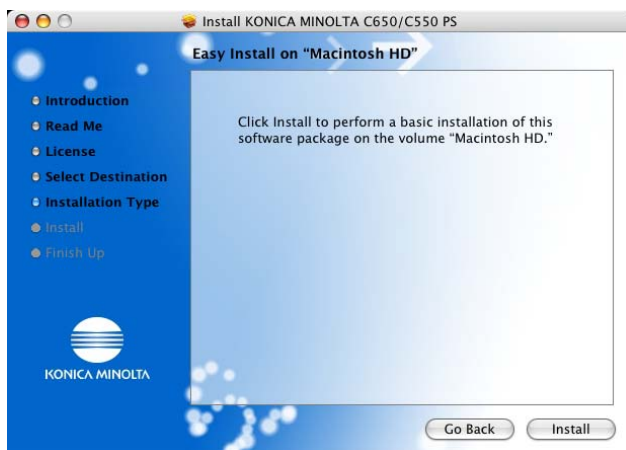 Install KONICA MINOLTA C650/C550 PS
Easy Install on “Macintosh HD”
Introduction
Read Me
License
Select Destination
Installation Type
Install
Finish Up
Click Install to perform a basic installation of this
software package on the volume “Macintosh HD.”
KONICA MINOLTA
Go Back
Install